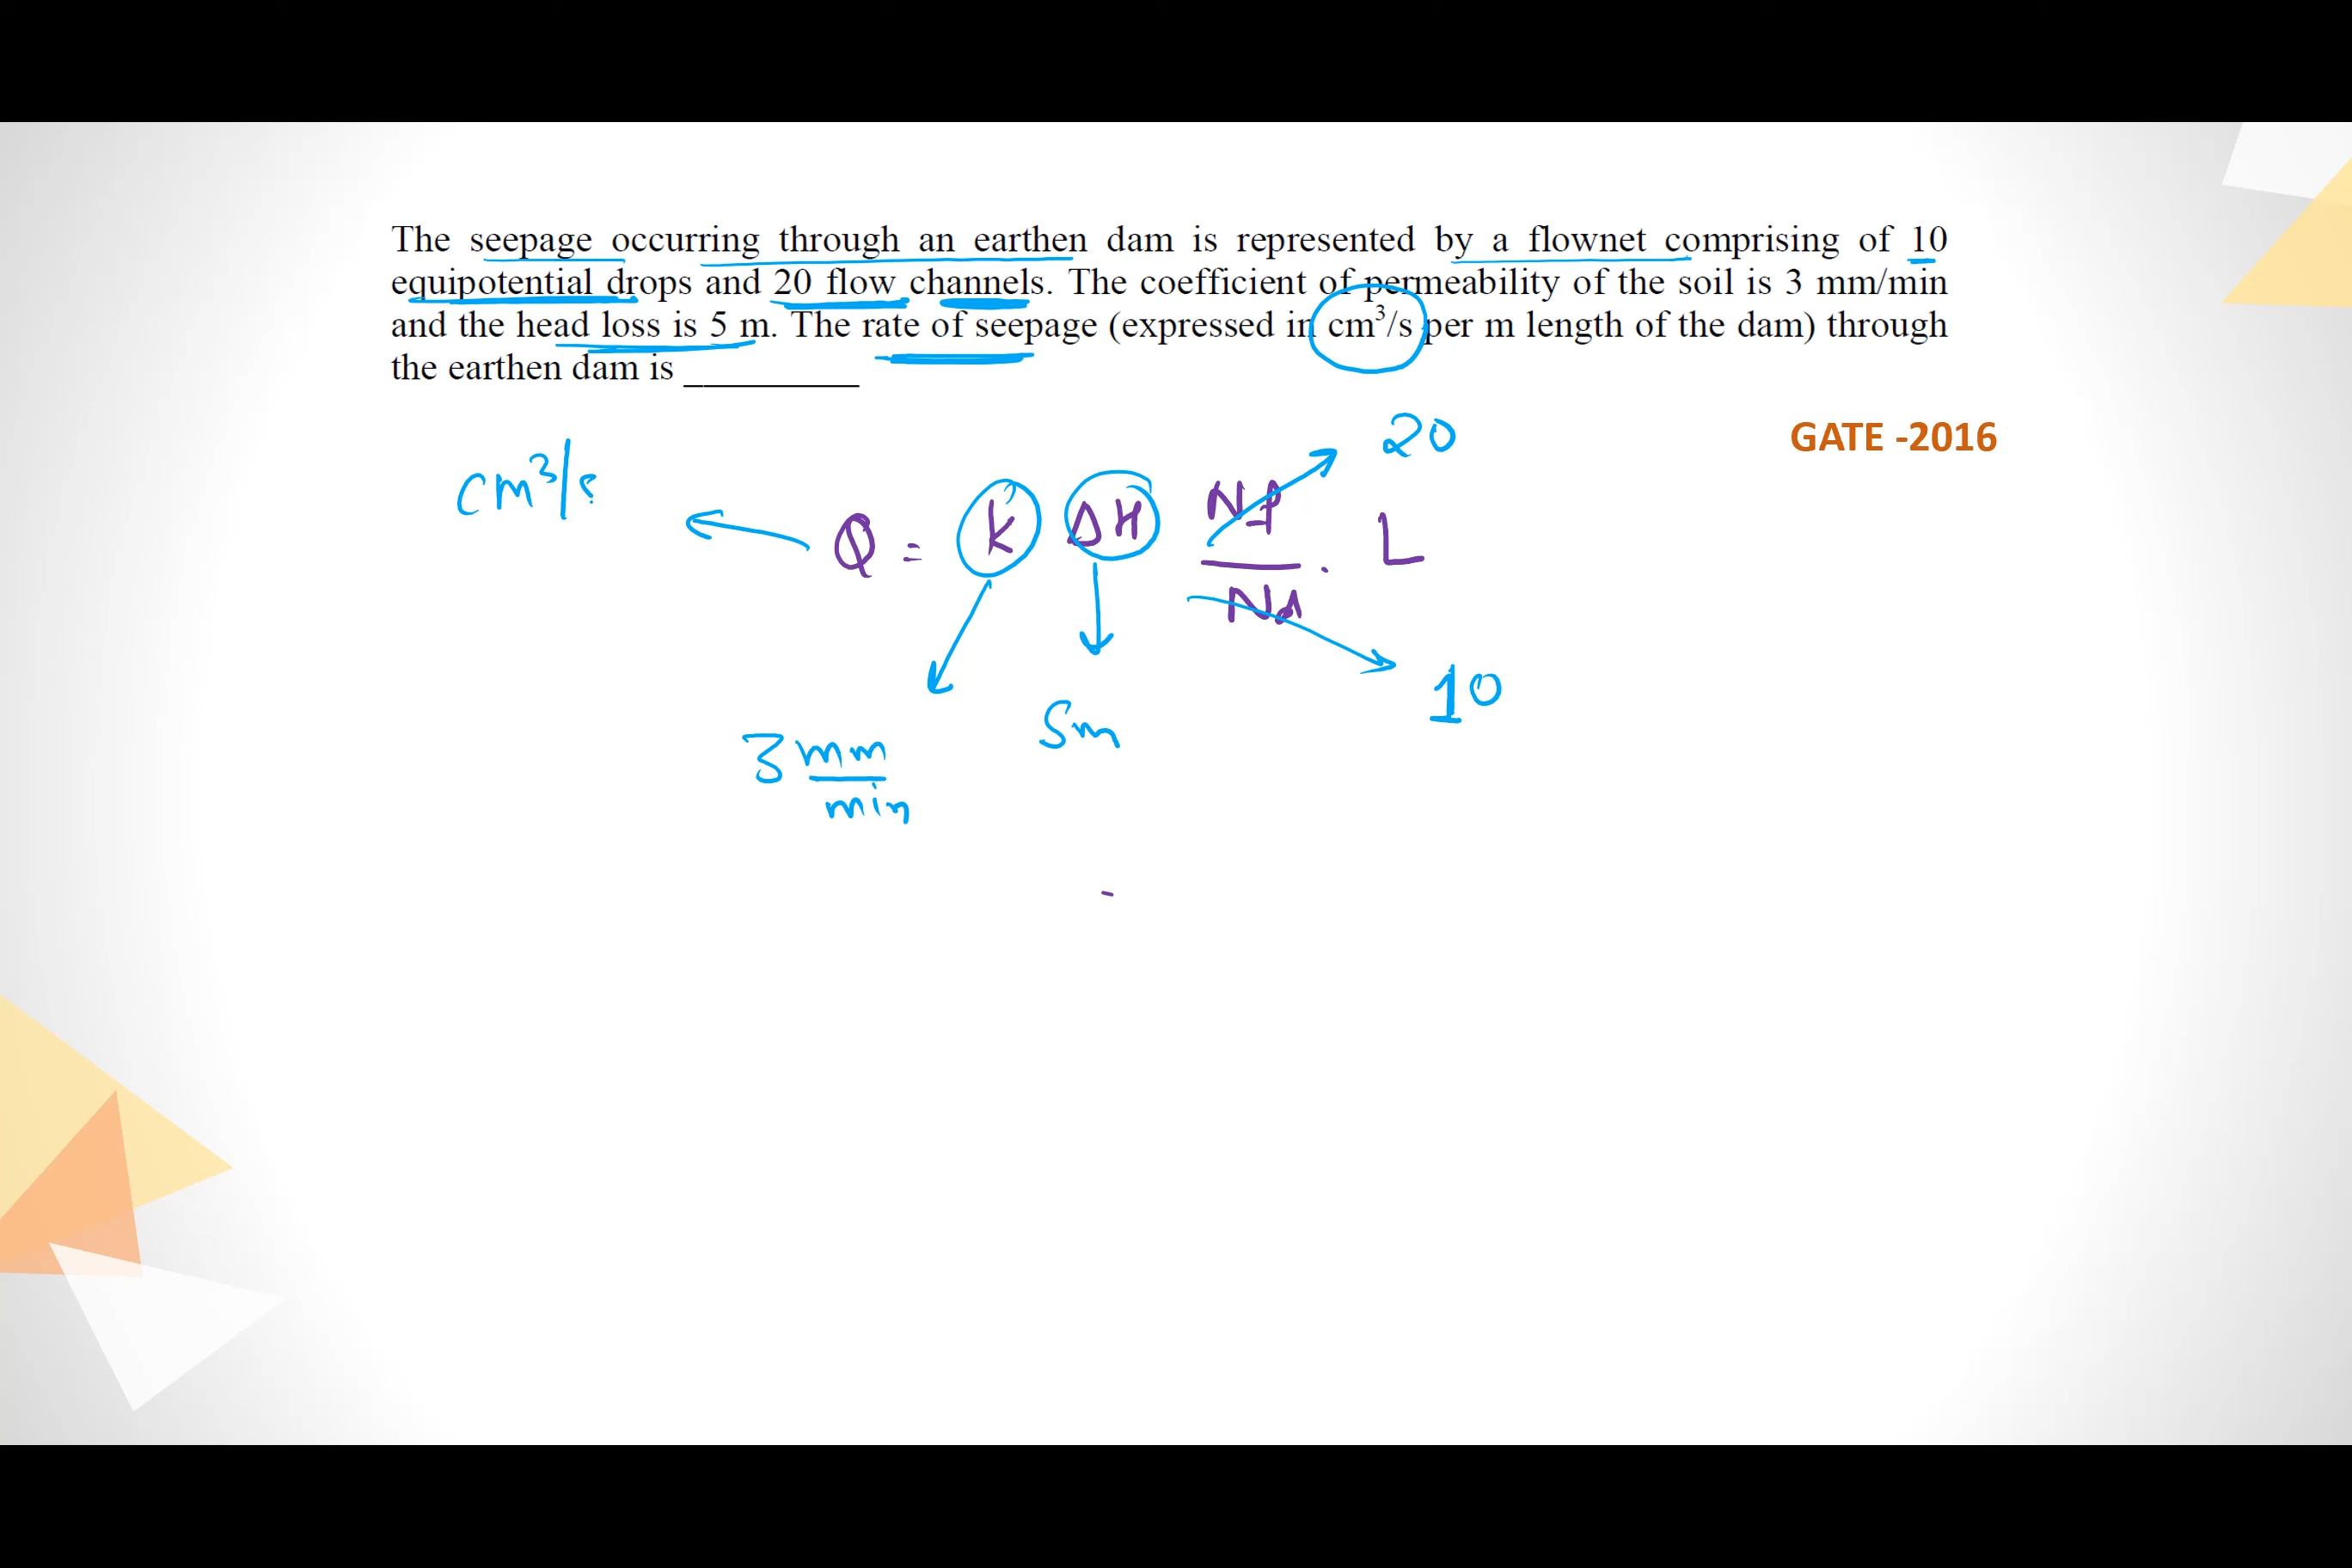 The seepage occurring through an earthen dam is represented by a flownet comprising of 10
equipotential drops and 20 flow channels. The coefficient of permeability of the soil is 3 mm/min
and the head loss is 5 m. The rate of seepage (expressed in cm³/s per m length of the dam) through
the earthen dam is __________
GATE -2016
20
cm³/s
Q = K ΔH Nf/Nd . L
10
5m
3 mm/min